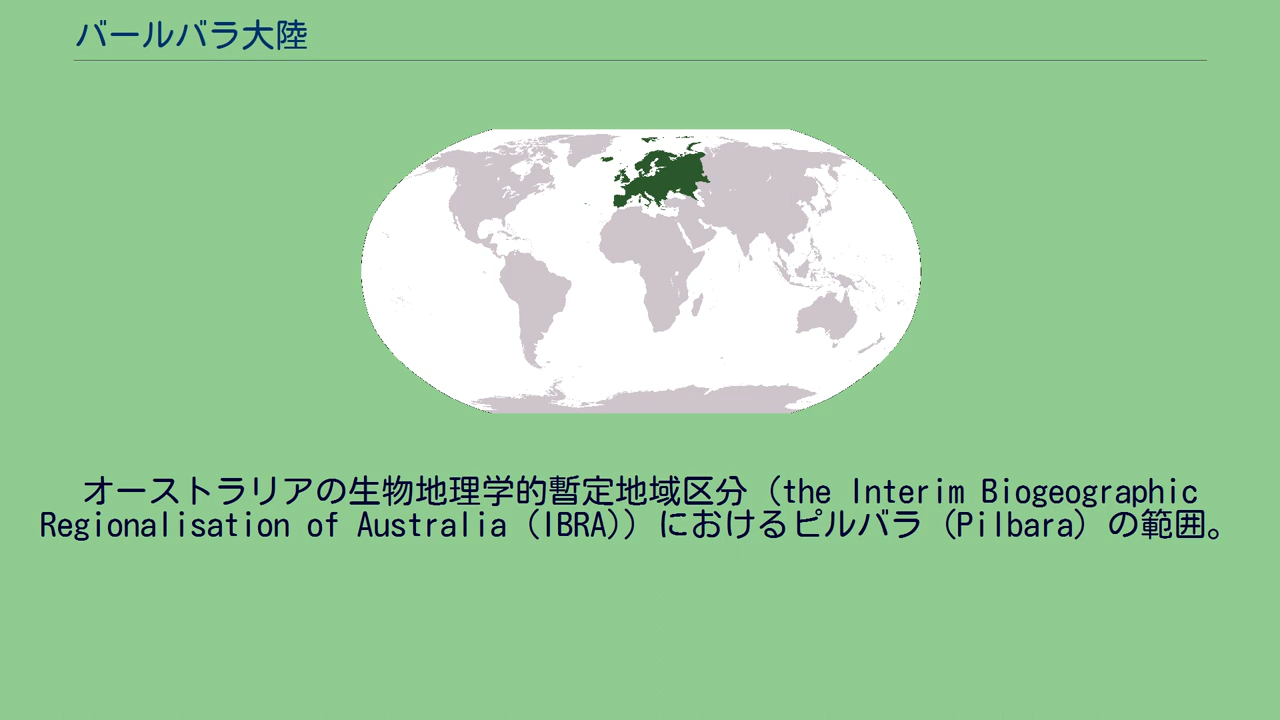 バールバラ大陸
オーストラリアの生物地理学的暫定地域区分（the Interim Biogeographic
Regionalisation of Australia（IBRA)）におけるピルバラ（Pilbara）の範囲。